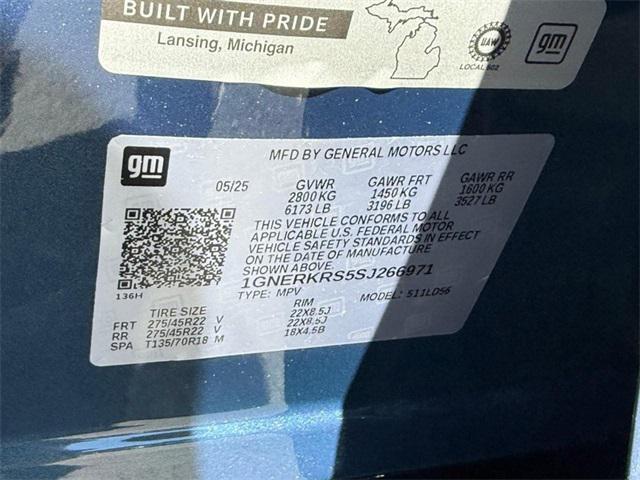 BUILT WITH PRIDE
Lansing, Michigan
UAW
LOCAL 602
gm
gm
MFD BY GENERAL MOTORS LLC
05/25 GVWR GAWR FRT GAWR RR
2800 KG 1450 KG 1600 KG
6173 LB 3196 LB 3527 LB
THIS VEHICLE CONFORMS TO ALL
APPLICABLE U.S. FEDERAL MOTOR
VEHICLE SAFETY STANDARDS IN EFFECT
ON THE DATE OF MANUFACTURE
SHOWN ABOVE.
1GNERKRS5SJ266971
136H
TYPE: MPV MODEL: 511LD56
TIRE SIZE RIM
FRT 275/45R22 V 22X8.5J
RR 275/45R22 V 22X8.5J
SPA T135/70R18 M 18X4.5B